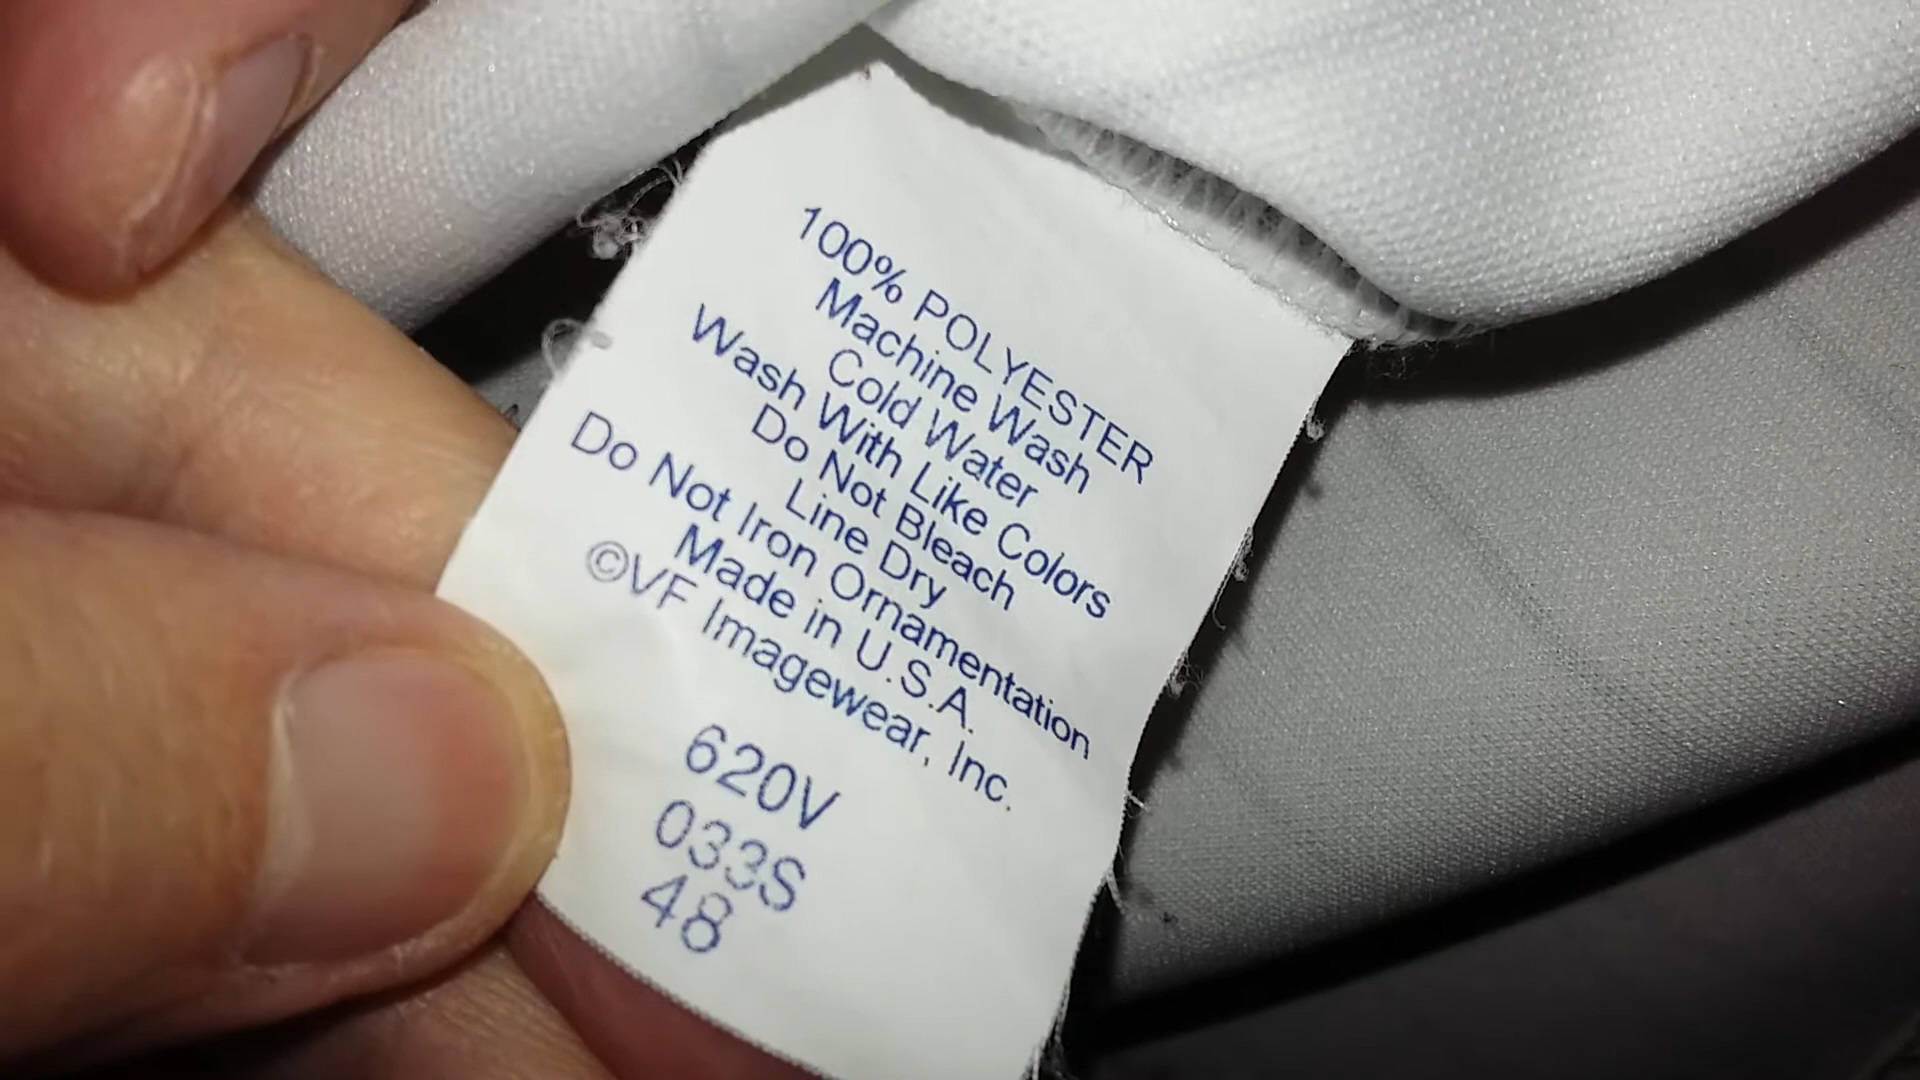 100% POLYESTER
Machine Wash
Cold Water
Wash With Like Colors
Do Not Bleach
Line Dry
Do Not Iron Ornamentation
Made in U.S.A.
©VF Imagewear, Inc.
620V
033S
48